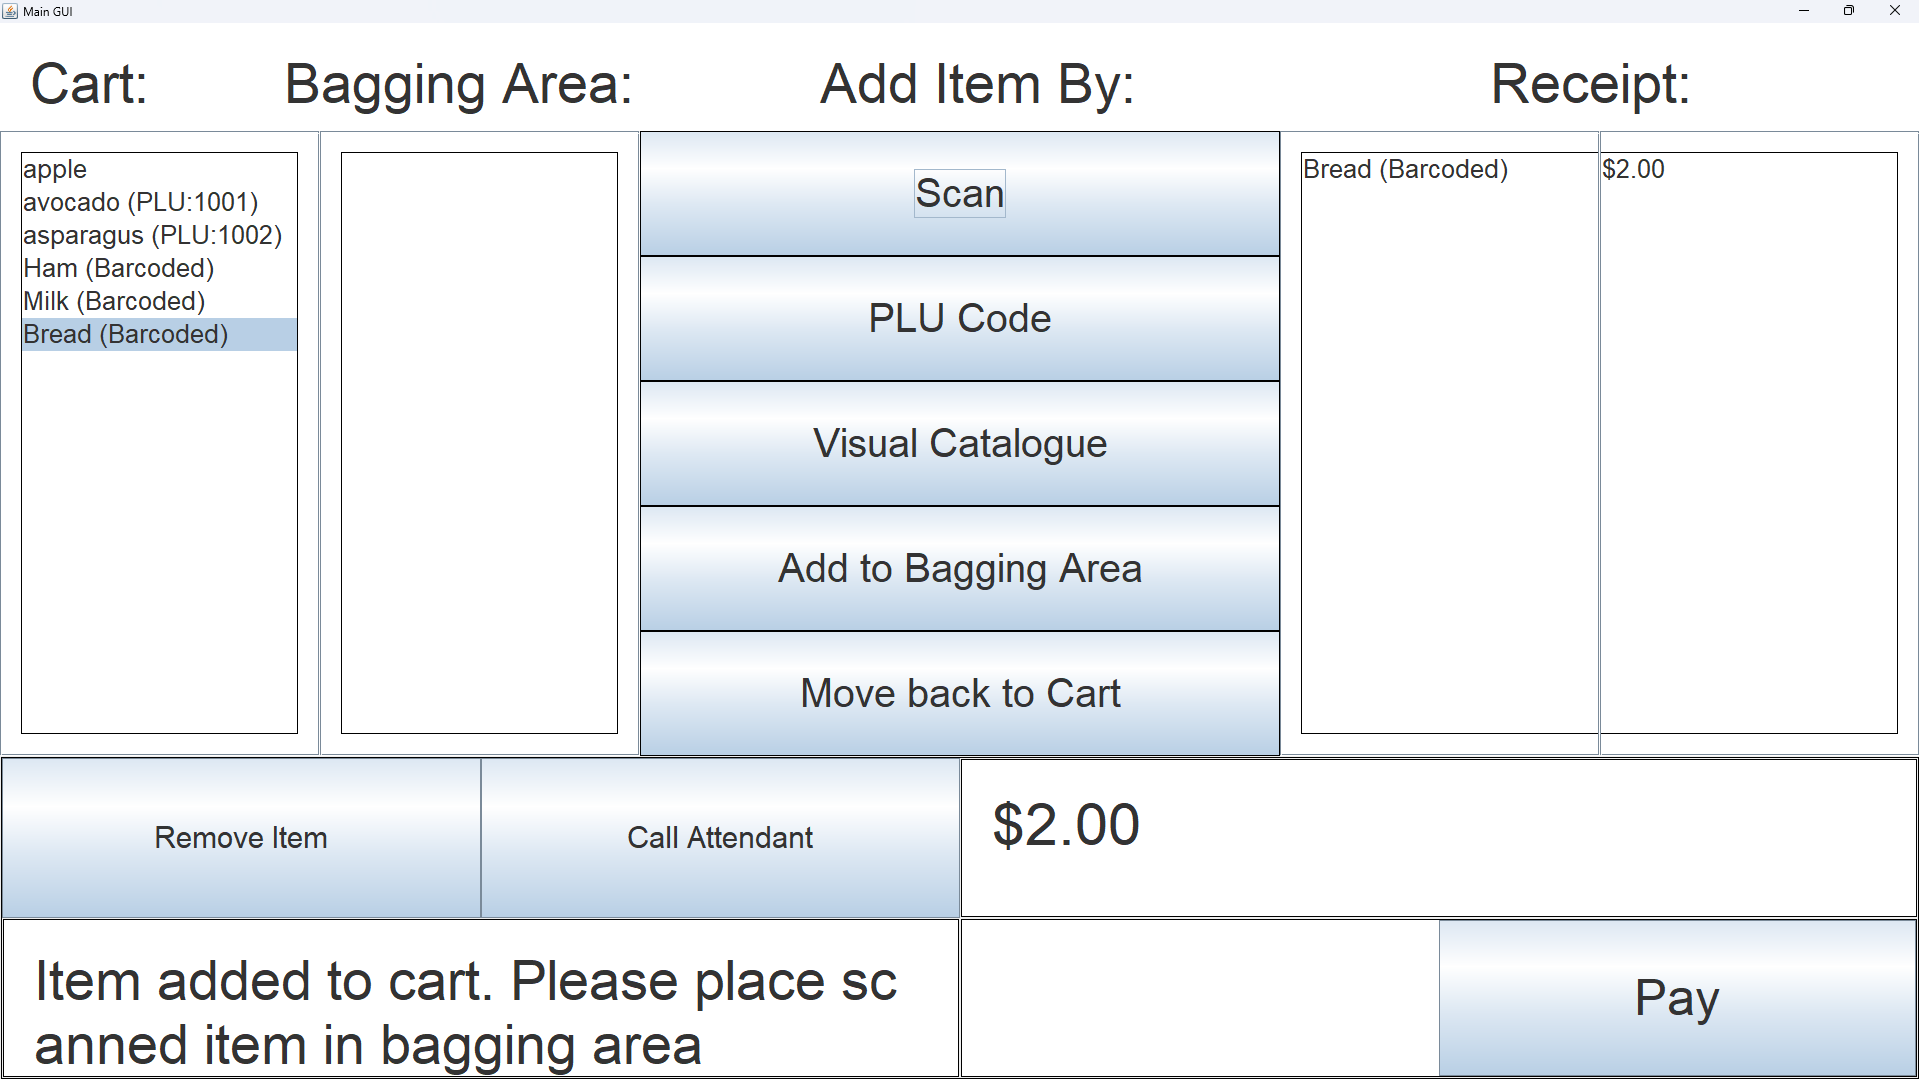 Main GUI
Cart:
Bagging Area:
Add Item By:
Receipt:
apple
avocado (PLU:1001)
asparagus (PLU:1002)
Ham (Barcoded)
Milk (Barcoded)
Bread (Barcoded)
Scan
PLU Code
Visual Catalogue
Add to Bagging Area
Move back to Cart
Bread (Barcoded)
$2.00
Remove Item
Call Attendant
$2.00
Item added to cart. Please place sc
anned item in bagging area
Pay